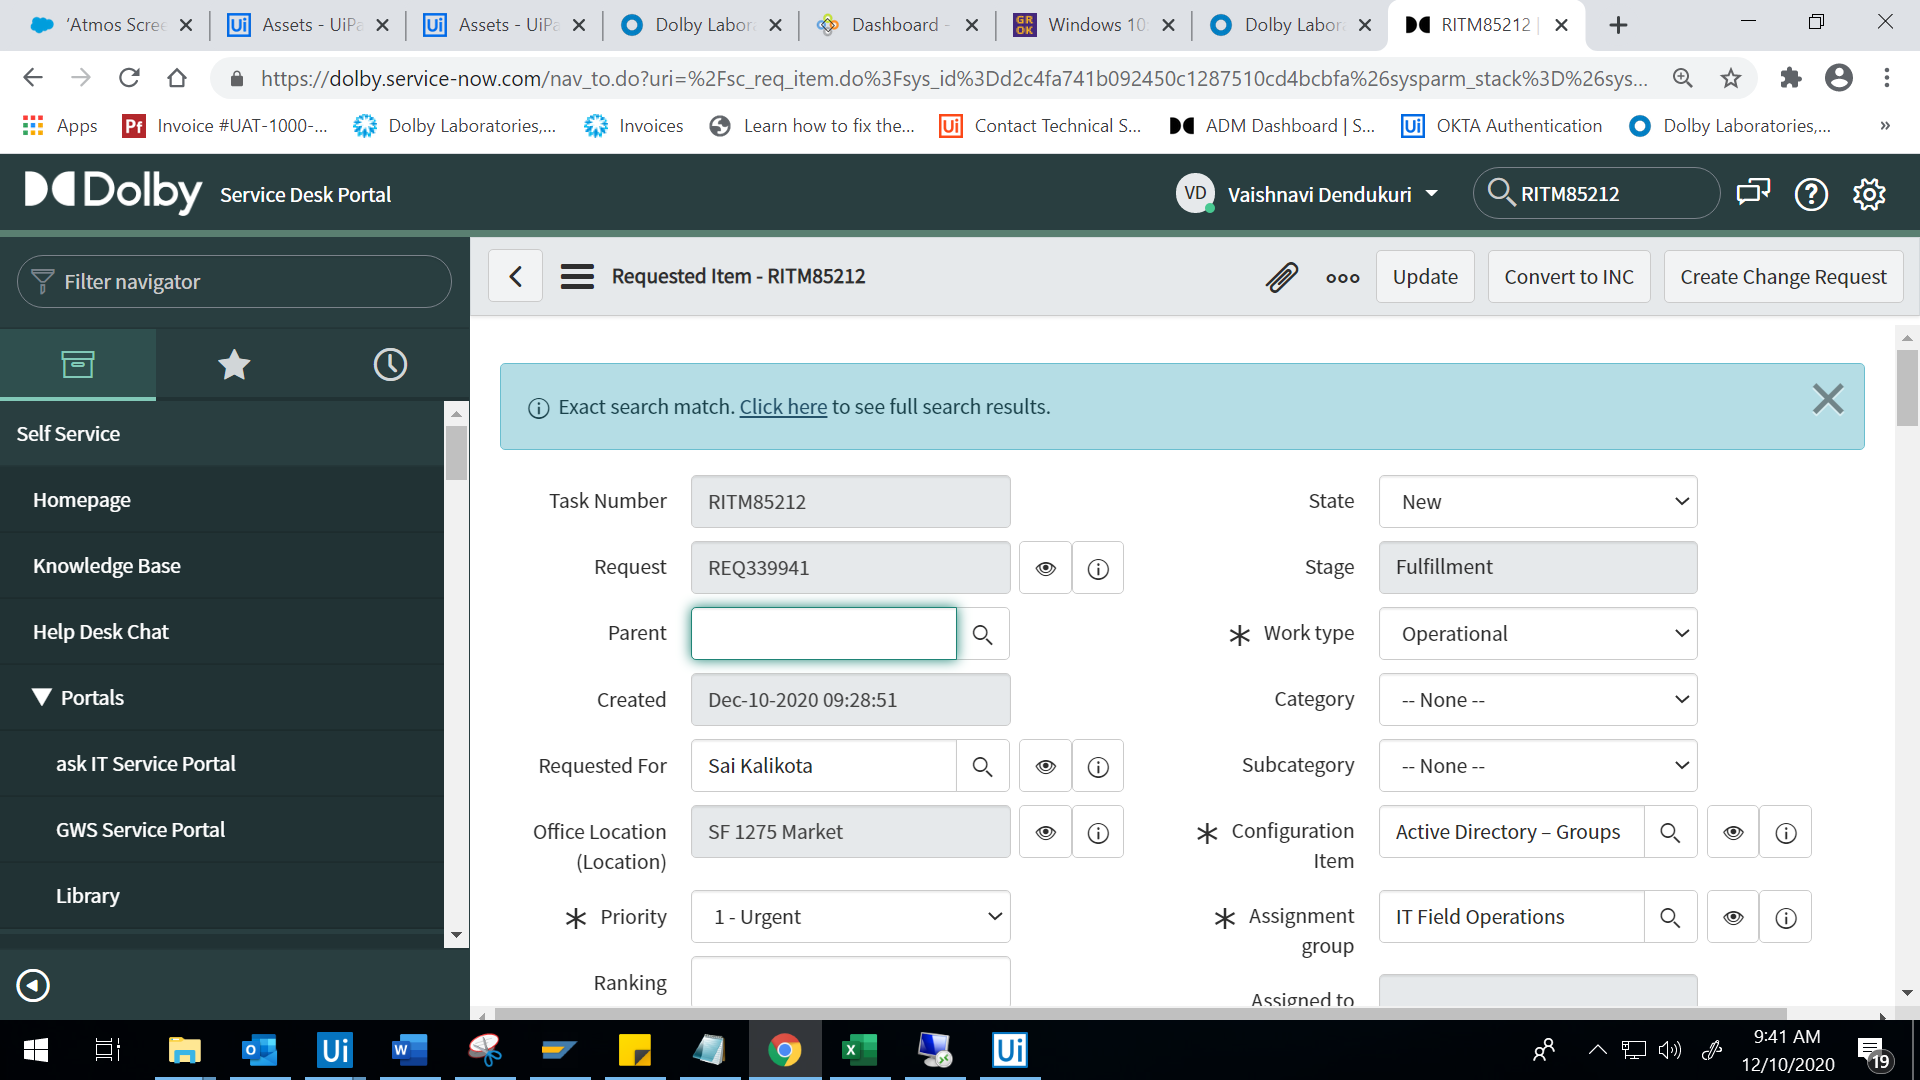 'Atmos Scree
Assets - UiPa
Assets - UiPa
Dolby Labor
Dashboard -
Windows 10
Dolby Labor
RITM85212 |
https://dolby.service-now.com/nav_to.do?uri=%2Fsc_req_item.do%3Fsys_id%3Dd2c4fa741b092450c1287510cd4bcbfa%26sysparm_stack%3D%26sys...
Apps
Invoice #UAT-1000-...
Dolby Laboratories,...
Invoices
Learn how to fix the...
Contact Technical S...
ADM Dashboard | S...
OKTA Authentication
Dolby Laboratories,...
»
Dolby Service Desk Portal
VD Vaishnavi Dendukuri
RITM85212
Filter navigator
Requested Item - RITM85212
Update
Convert to INC
Create Change Request
Exact search match. Click here to see full search results.
Self Service
Homepage
Knowledge Base
Help Desk Chat
Portals
ask IT Service Portal
GWS Service Portal
Library
Task Number RITM85212
Request REQ339941
Parent
Created Dec-10-2020 09:28:51
Requested For Sai Kalikota
Office Location (Location) SF 1275 Market
Priority 1 - Urgent
Ranking
State New
Stage Fulfillment
Work type Operational
Category -- None --
Subcategory -- None --
Configuration Item Active Directory – Groups
Assignment group IT Field Operations
Assigned to
9:41 AM
12/10/2020
19